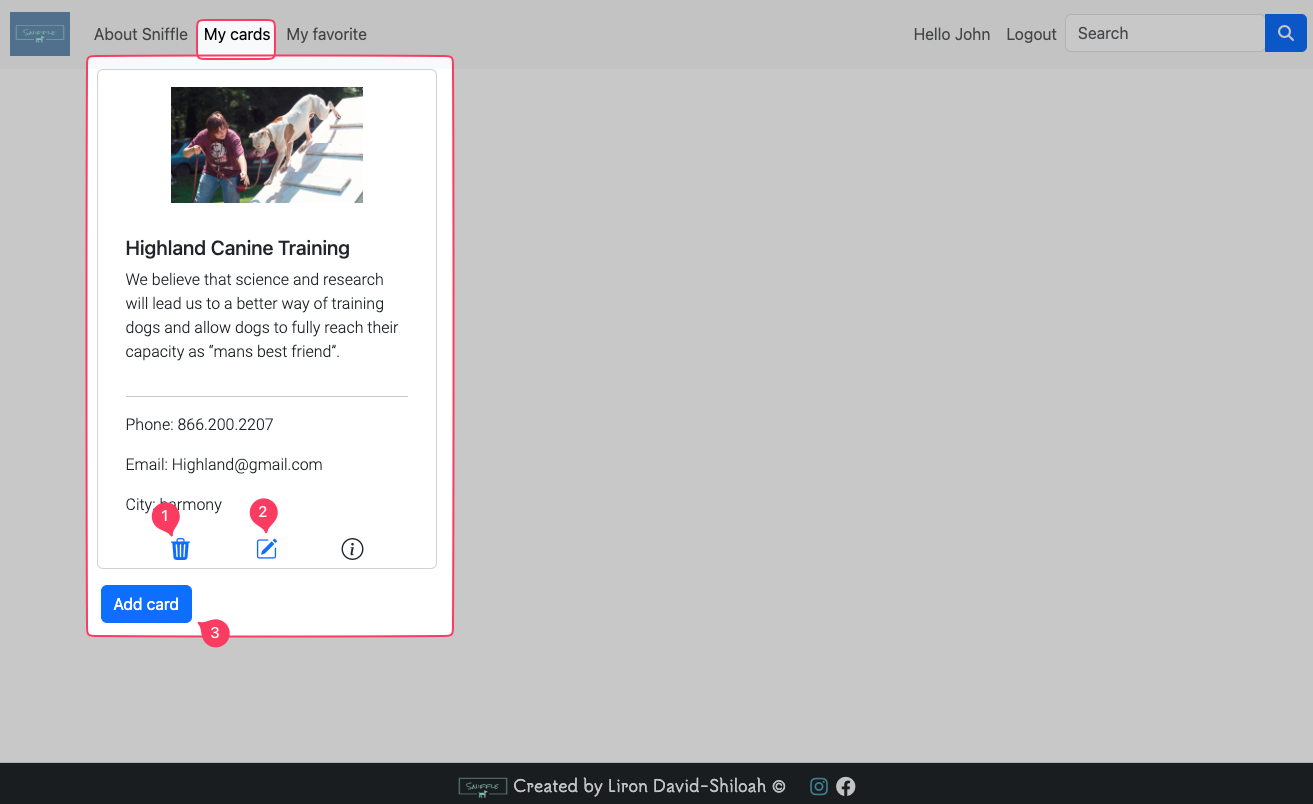 Sniffle
About Sniffle
My cards
My favorite
Hello John
Logout
Search
Highland Canine Training
We believe that science and research
will lead us to a better way of training
dogs and allow dogs to fully reach their
capacity as “mans best friend”.
Phone: 866.200.2207
Email: Highland@gmail.com
City: harmony
1
2
Add card
3
Sniffle
Created by Liron David-Shiloah ©